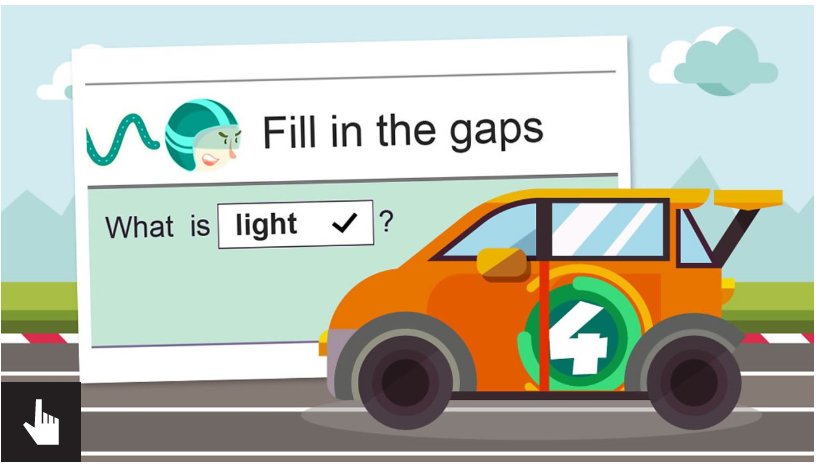 Fill in the gaps
What is light ?
4